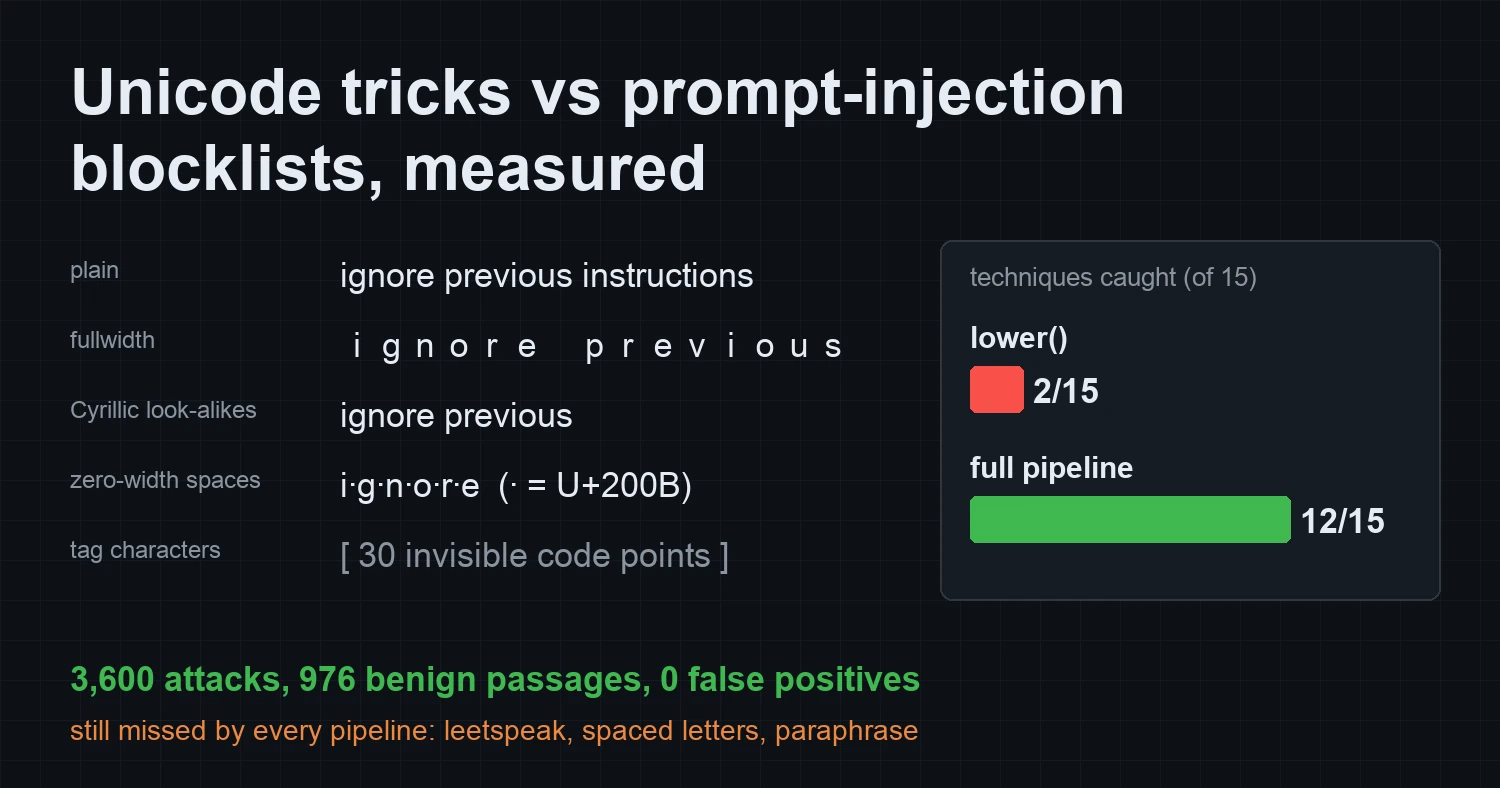 Unicode tricks vs prompt-injection
blocklists, measured
plain
ignore previous instructions
fullwidth
ｉｇｎｏｒｅ　ｐｒｅｖｉｏｕｓ
Cyrillic look-alikes
ignore previous
zero-width spaces
i·g·n·o·r·e (· = U+200B)
tag characters
[ 30 invisible code points ]
techniques caught (of 15)
lower()
2/15
full pipeline
12/15
3,600 attacks, 976 benign passages, 0 false positives
still missed by every pipeline: leetspeak, spaced letters, paraphrase